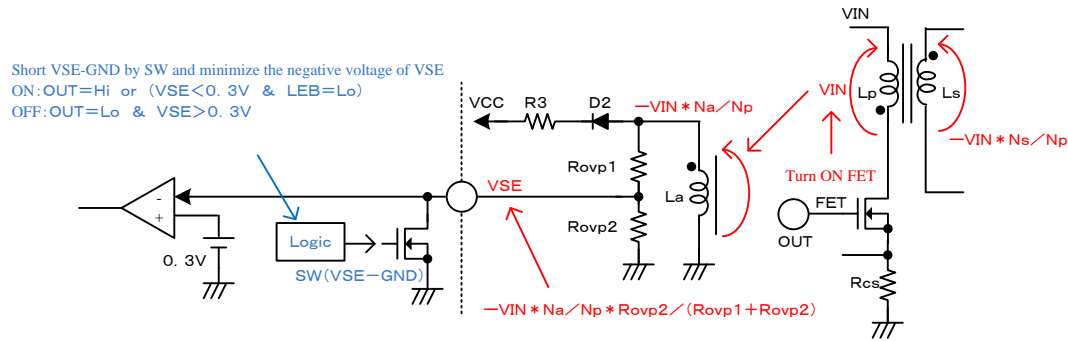 VIN
Short VSE-GND by SW and minimize the negative voltage of VSE
ON:OUT=Hi or (VSE<0. 3V & LEB=Lo)
OFF:OUT=Lo & VSE>0. 3V
VCC
R3
D2
−VIN*Na/Np
VIN
Lp
Ls
−VIN*Ns/Np
Rovp1
Turn ON FET
VSE
La
FET
-
+
Logic
Rovp2
OUT
0. 3V
SW(VSE−GND)
Rcs
−VIN*Na/Np*Rovp2/(Rovp1+Rovp2)